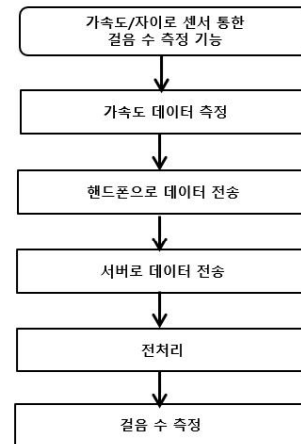 가속도/자이로 센서 통한
걸음 수 측정 기능
가속도 데이터 측정
핸드폰으로 데이터 전송
서버로 데이터 전송
전처리
걸음 수 측정